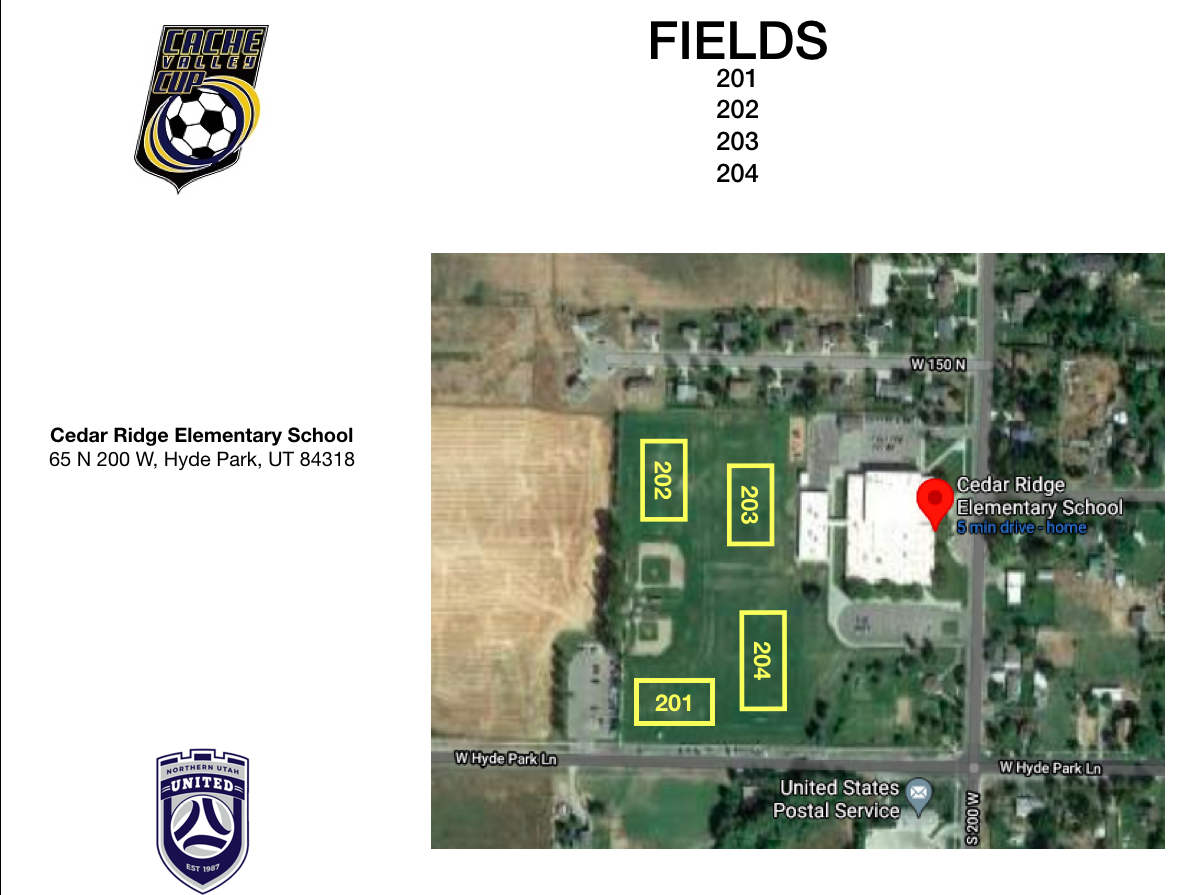 CACHE
VALLEY
CUP
FIELDS
201
202
203
204
Cedar Ridge Elementary School
65 N 200 W, Hyde Park, UT 84318
W 150 N
202
203
Cedar Ridge
Elementary School
5 min drive - home
204
201
W Hyde Park Ln
W Hyde Park Ln
United States
Postal Service
S 200 W
NORTHERN UTAH
UNITED
EST 1987